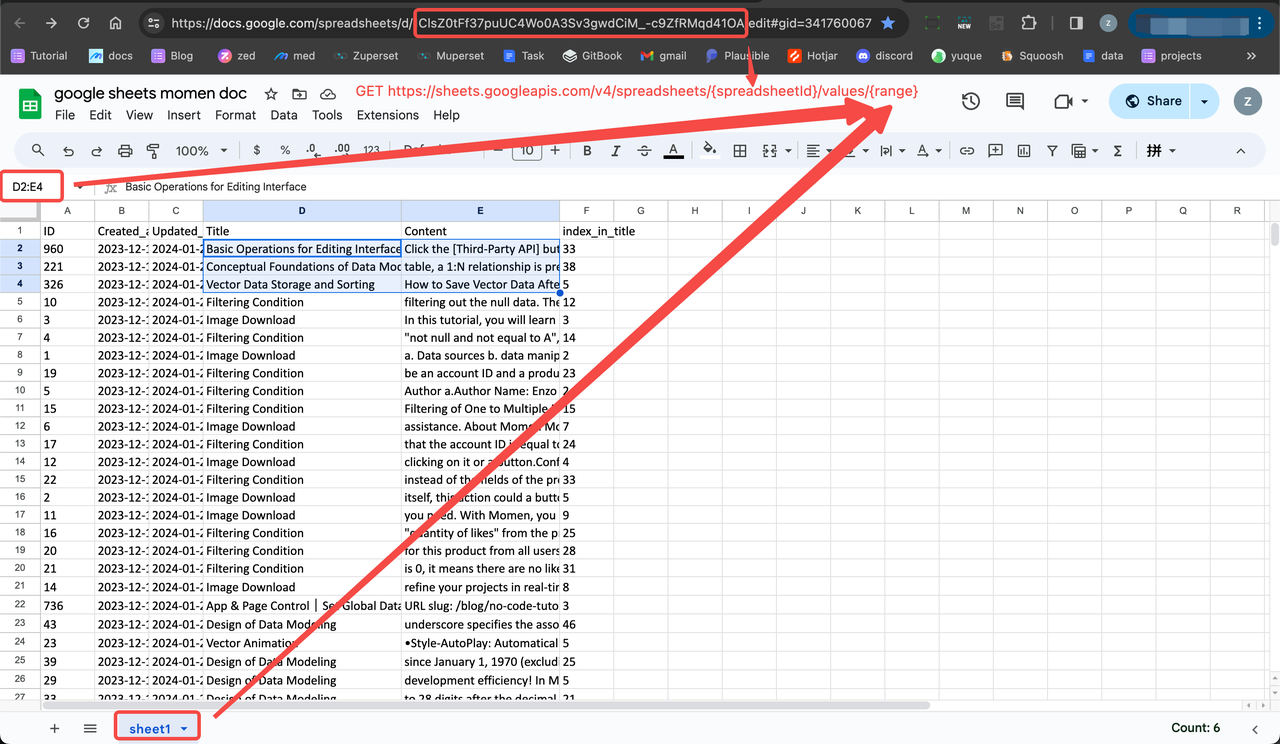 https://docs.google.com/spreadsheets/d/ClsZ0tFf37puUC4Wo0A3Sv3gwdCiM_-c9ZfRMqd41OA/edit#gid=341760067
NEW
Z
Tutorial docs Blog zed med Zuperset Muperset Task GitBook gmail Plausible Hotjar discord yuque Squoosh data projects
google sheets momen doc
GET https://sheets.googleapis.com/v4/spreadsheets/{spreadsheetId}/values/{range}
File Edit View Insert Format Data Tools Extensions Help
Share
Z
100% $ % .0 .00 123 10 B I A
D2:E4 fx Basic Operations for Editing Interface
A B C D E F G H I J K L M N O P Q R
1 ID Created_a Updated_ Title Content index_in_title
2 960 2023-12-1 2024-01-2 Basic Operations for Editing Interface Click the [Third-Party API] but 33
3 221 2023-12-1 2024-01-2 Conceptual Foundations of Data Moc table, a 1:N relationship is pre 38
4 326 2023-12-1 2024-01-2 Vector Data Storage and Sorting How to Save Vector Data Afte 5
5 10 2023-12-1 2024-01-2 Filtering Condition filtering out the null data. The 12
6 3 2023-12-1 2024-01-2 Image Download In this tutorial, you will learn 3
7 4 2023-12-1 2024-01-2 Filtering Condition "not null and not equal to A", 14
8 1 2023-12-1 2024-01-2 Image Download a. Data sources b. data manip 2
9 19 2023-12-1 2024-01-2 Filtering Condition be an account ID and a produ 23
10 5 2023-12-1 2024-01-2 Filtering Condition Author a.Author Name: Enzo 2
11 15 2023-12-1 2024-01-2 Filtering Condition Filtering of One to Multiple 15
12 6 2023-12-1 2024-01-2 Image Download assistance. About Momen Mo 7
13 17 2023-12-1 2024-01-2 Filtering Condition that the account ID is equal to 24
14 12 2023-12-1 2024-01-2 Image Download clicking on it or a button.Conf 4
15 22 2023-12-1 2024-01-2 Filtering Condition instead of the fields of the pr 33
16 2 2023-12-1 2024-01-2 Image Download itself, this action could a butt 5
17 11 2023-12-1 2024-01-2 Image Download you need. With Momen, you 9
18 16 2023-12-1 2024-01-2 Filtering Condition "quantity of likes" from the p 25
19 20 2023-12-1 2024-01-2 Filtering Condition for this product from all users 28
20 21 2023-12-1 2024-01-2 Filtering Condition is 0, it means there are no like 31
21 14 2023-12-1 2024-01-2 Image Download refine your projects in real-tin 8
22 736 2023-12-1 2024-01-2 App & Page Control | Set Global Data URL slug: /blog/no-code-tuto 3
23 43 2023-12-1 2024-01-2 Design of Data Modeling underscore specifies the asso 46
24 23 2023-12-1 2024-01-2 Vector Animation •Style-AutoPlay: Automatical 5
25 39 2023-12-1 2024-01-2 Design of Data Modeling since January 1, 1970 (exclud 25
26 29 2023-12-1 2024-01-2 Design of Data Modeling development efficiency! In M 5
27 33 2023-12-1 2024-01-2 Design of Data Modeling to 28 digits after the decimal 21
sheet1 Count: 6